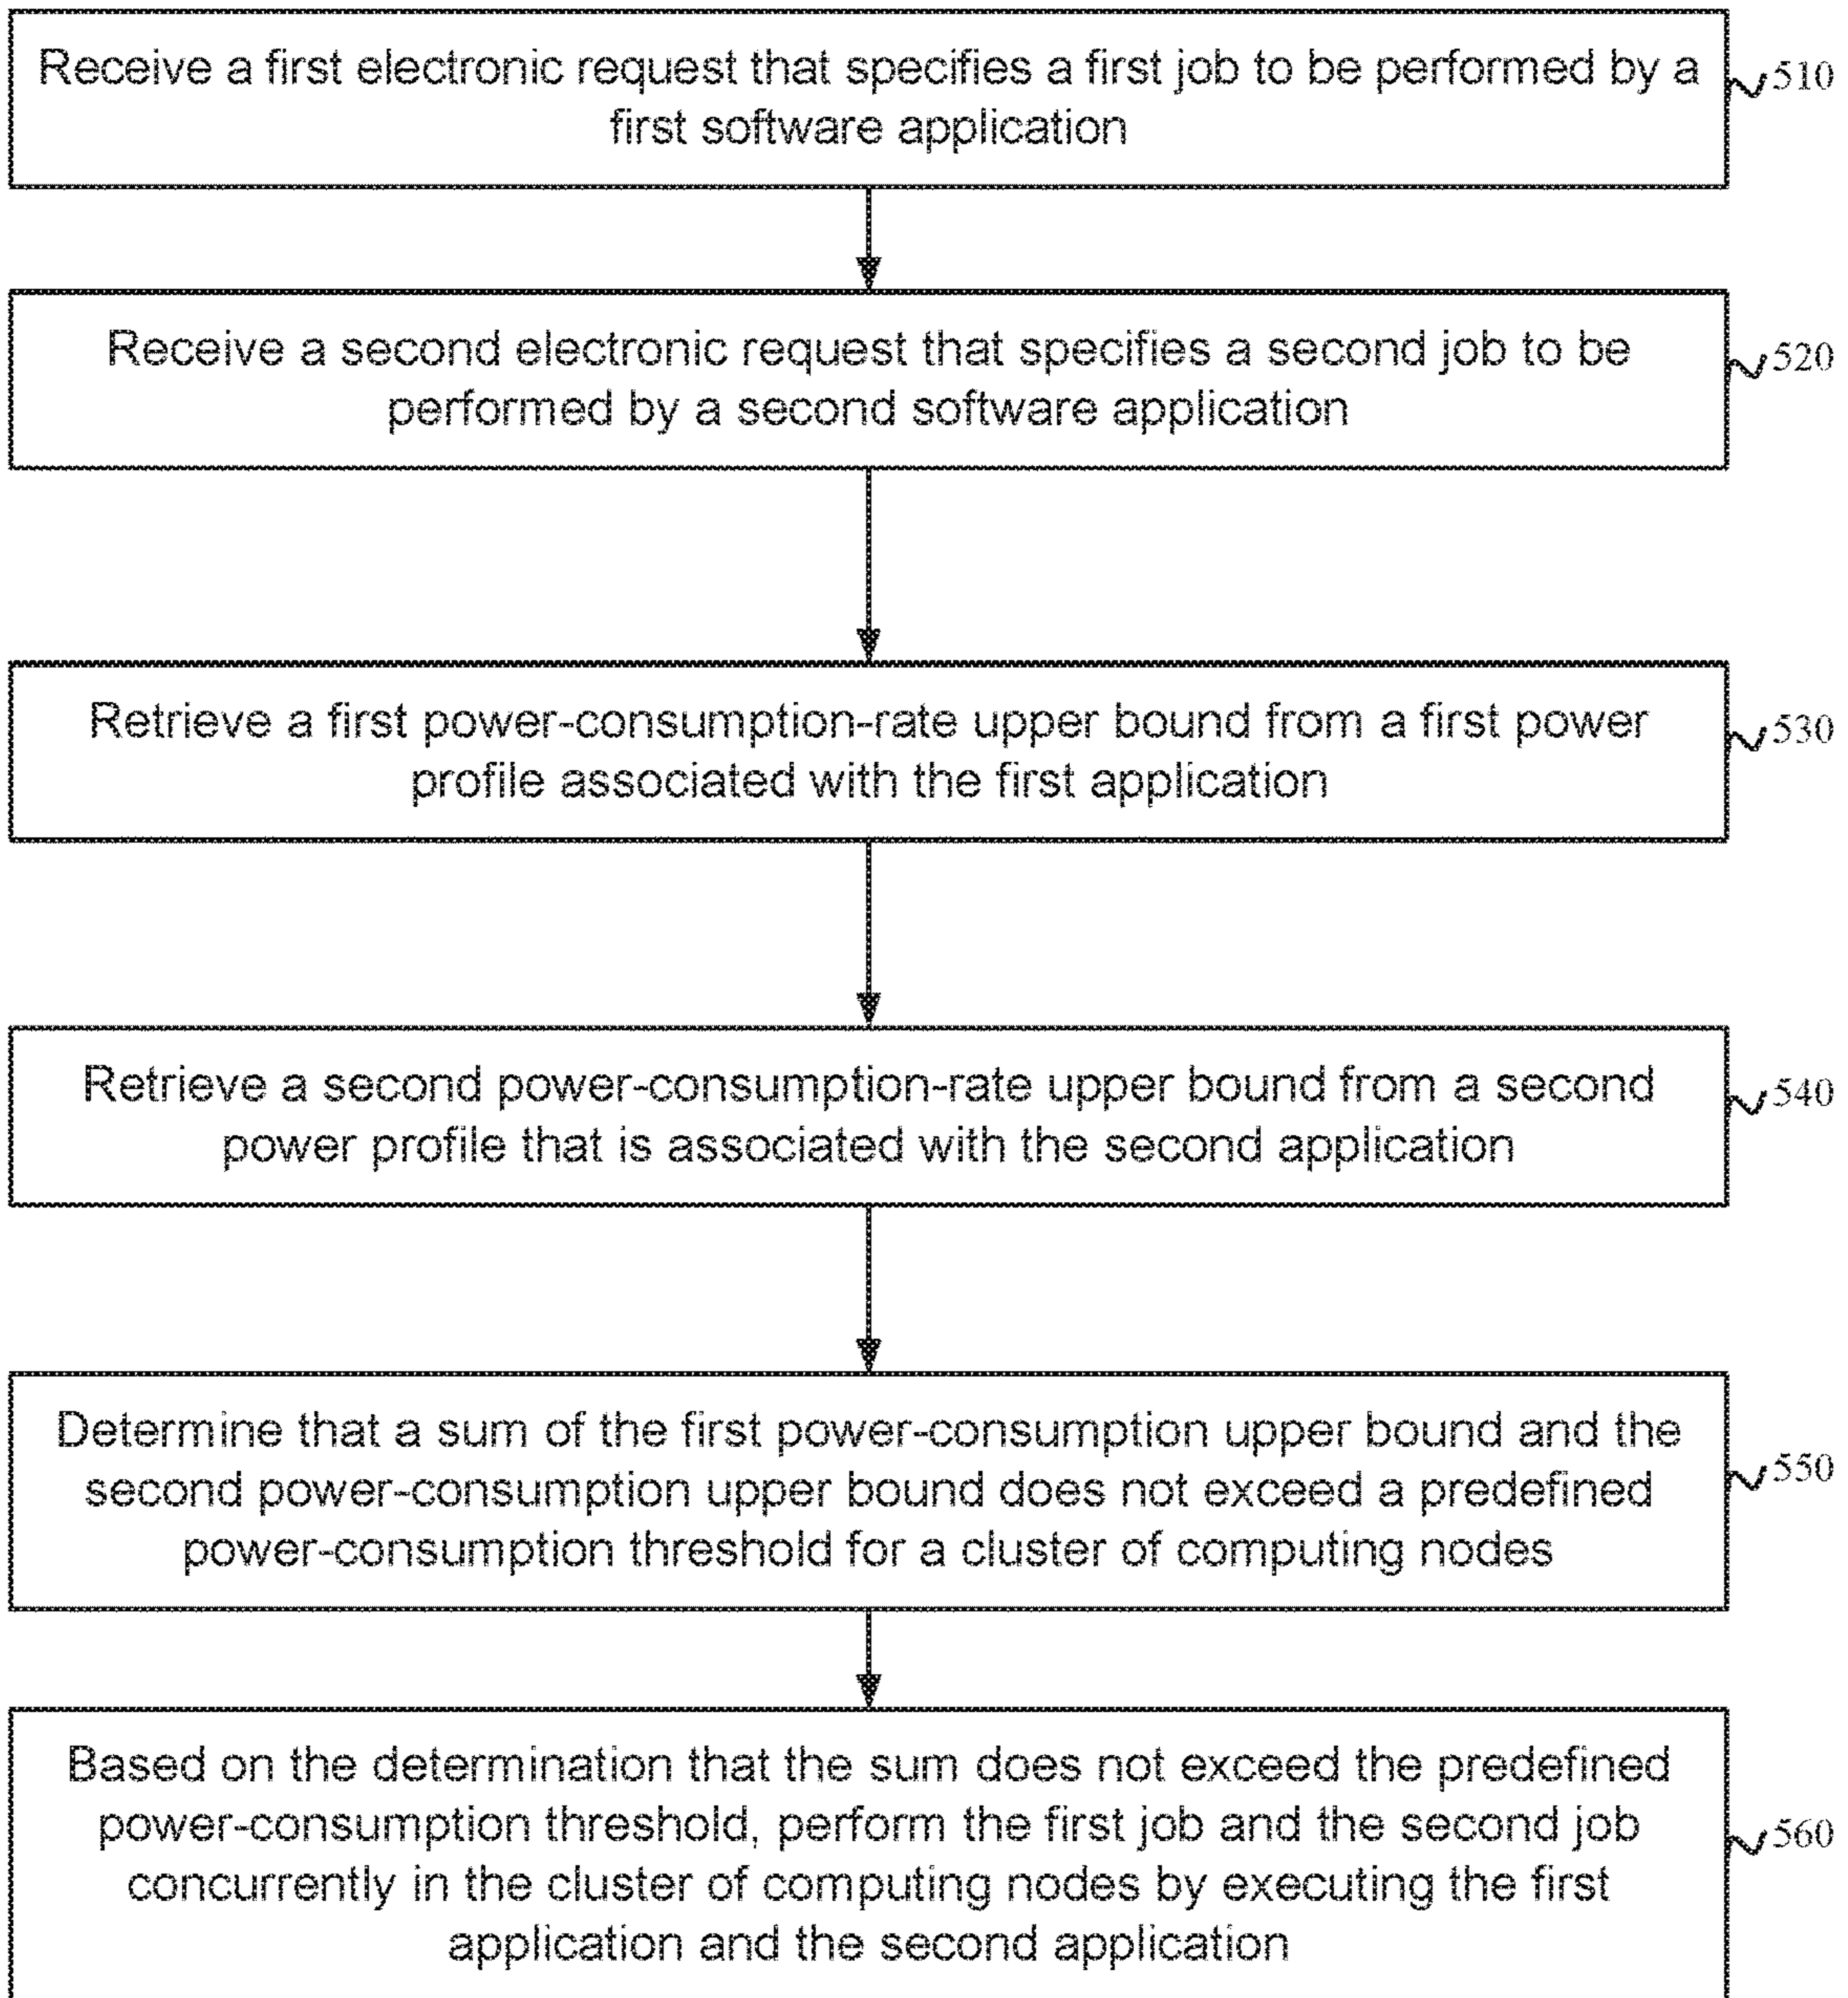 Receive a first electronic request that specifies a first job to be performed by a
first software application
510
Receive a second electronic request that specifies a second job to be
performed by a second software application
520
Retrieve a first power-consumption-rate upper bound from a first power
profile associated with the first application
530
Retrieve a second power-consumption-rate upper bound from a second
power profile that is associated with the second application
540
Determine that a sum of the first power-consumption upper bound and the
second power-consumption upper bound does not exceed a predefined
power-consumption threshold for a cluster of computing nodes
550
Based on the determination that the sum does not exceed the predefined
power-consumption threshold, perform the first job and the second job
concurrently in the cluster of computing nodes by executing the first
application and the second application
560